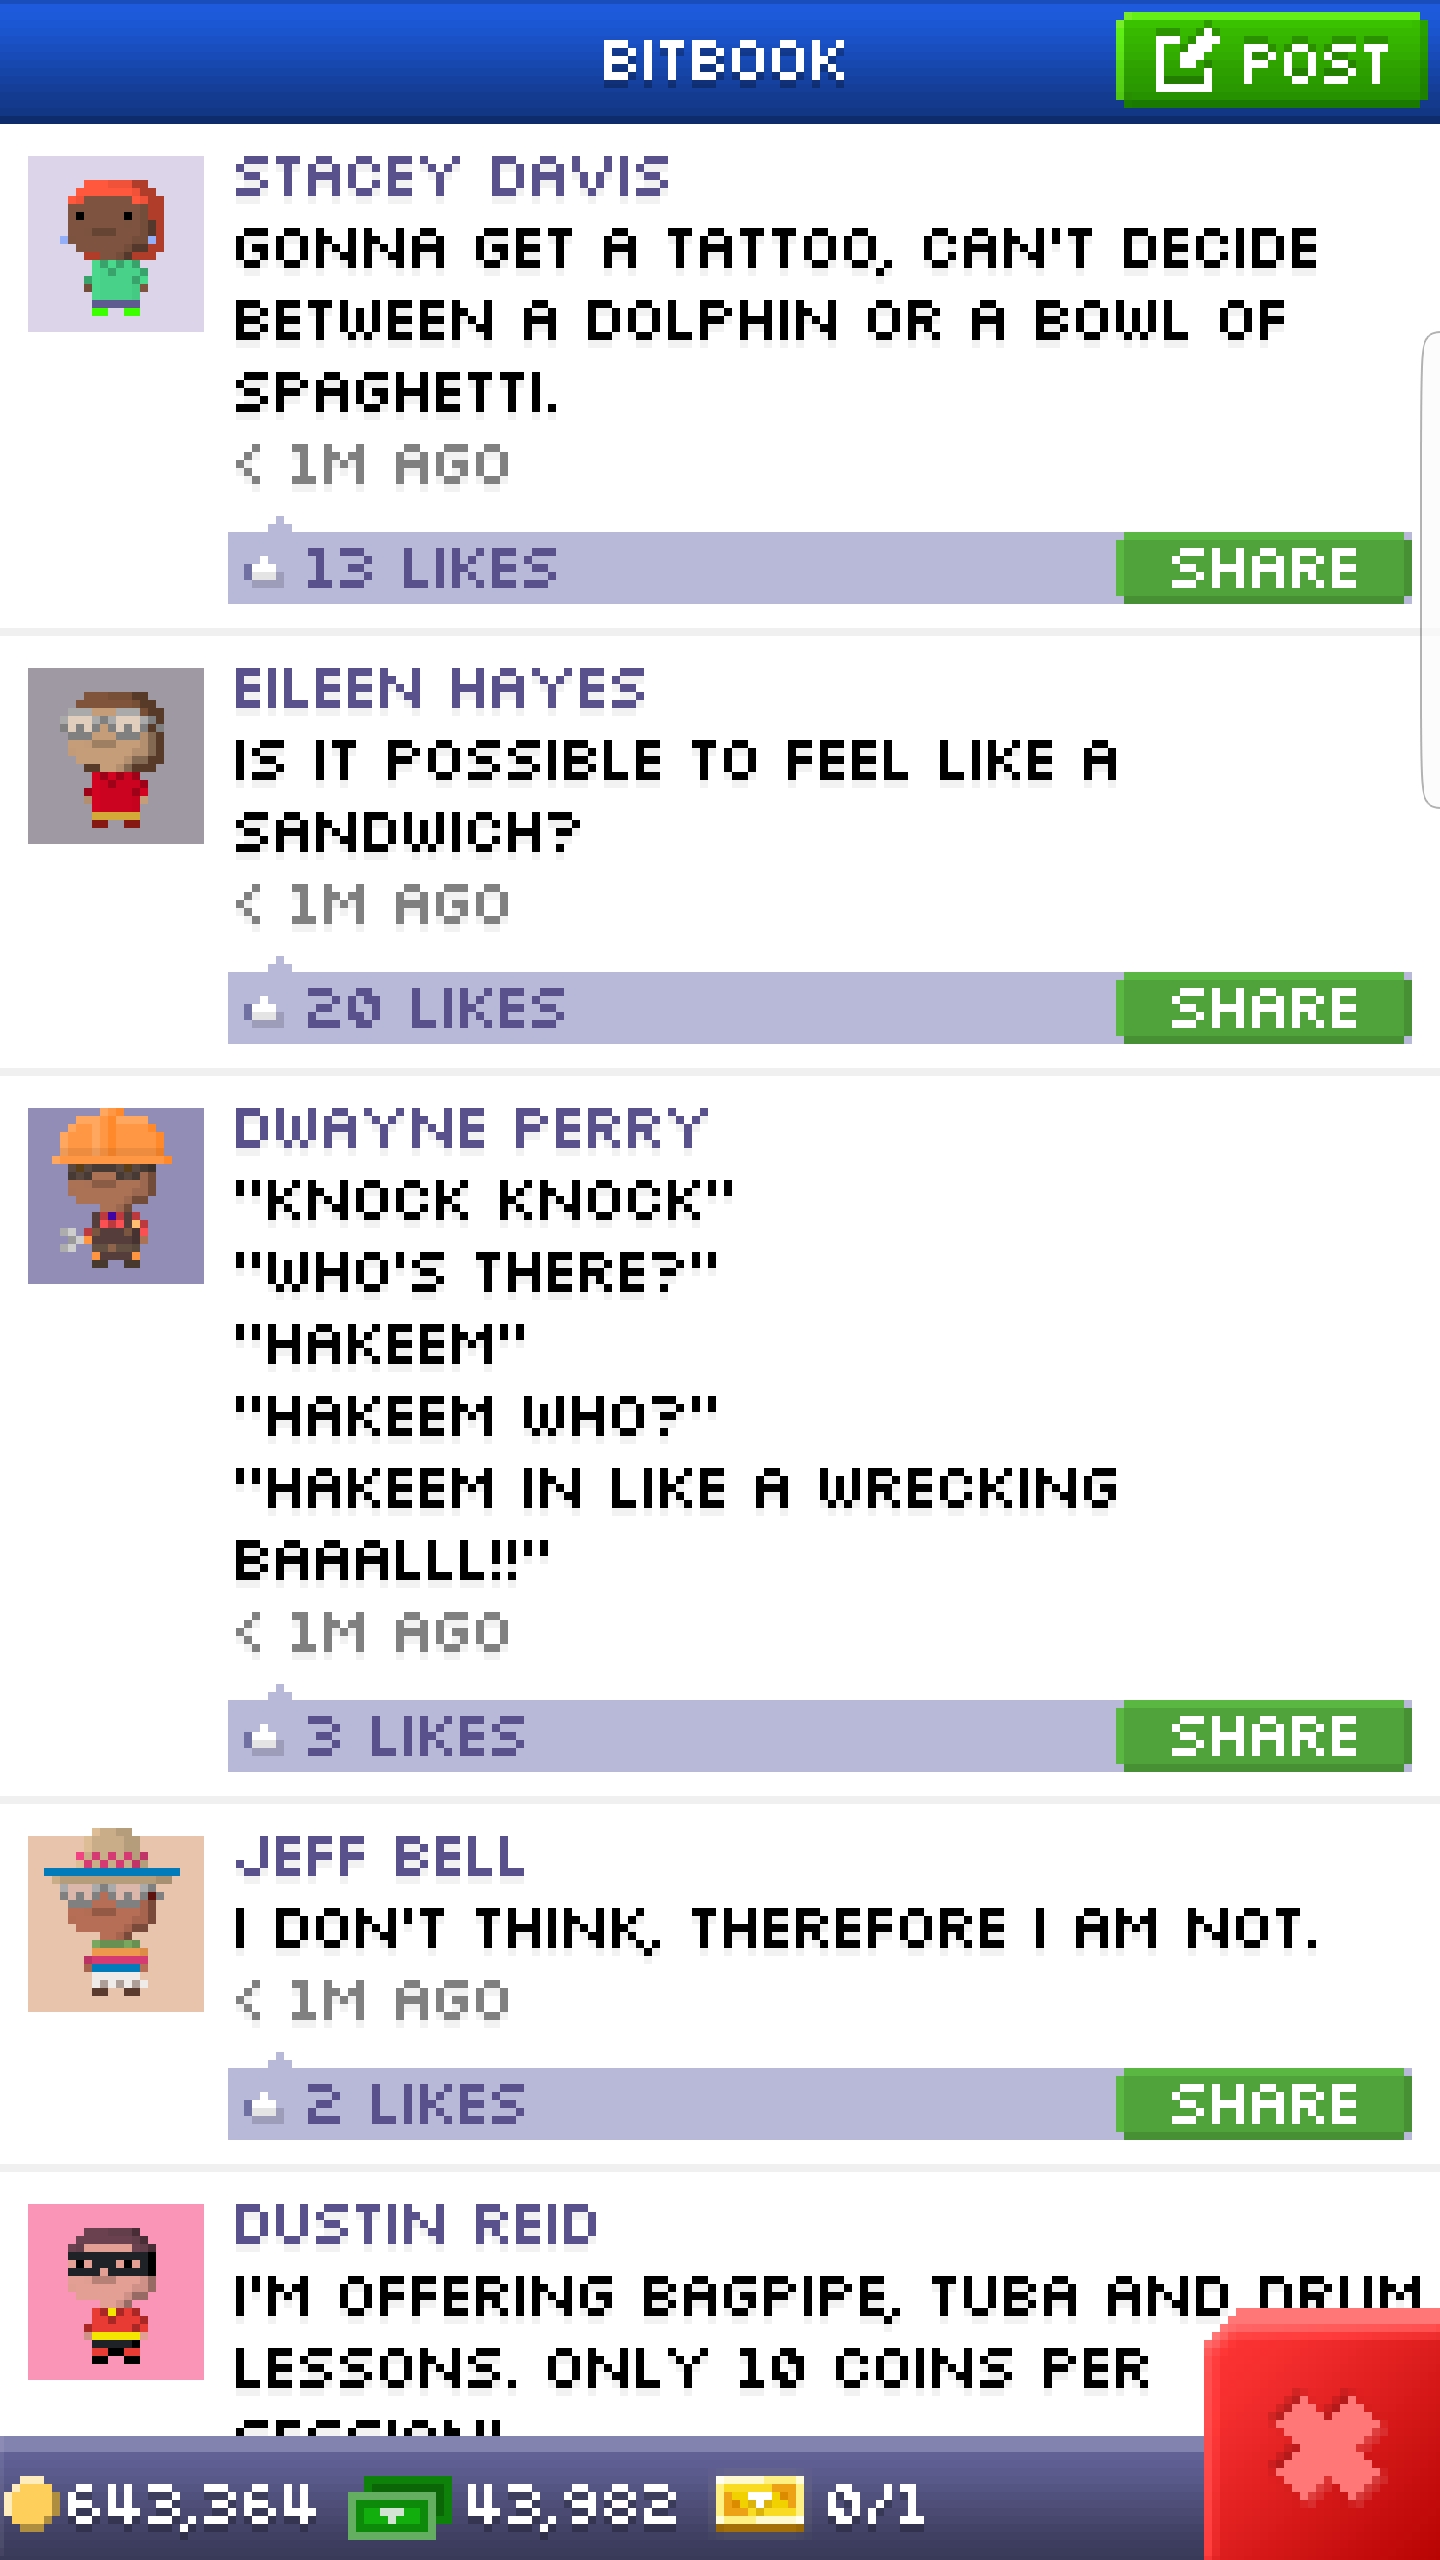 BITBOOK
POST
STACEY DAVIS
GONNA GET A TATTOO, CAN'T DECIDE
BETWEEN A DOLPHIN OR A BOWL OF
SPAGHETTI.
< 1M AGO
13 LIKES
SHARE
EILEEN HAYES
IS IT POSSIBLE TO FEEL LIKE A
SANDWICH?
< 1M AGO
20 LIKES
SHARE
DWAYNE PERRY
"KNOCK KNOCK"
"WHO'S THERE?"
"HAKEEM"
"HAKEEM WHO?"
"HAKEEM IN LIKE A WRECKING
BAAALLL!!"
< 1M AGO
3 LIKES
SHARE
JEFF BELL
I DON'T THINK, THEREFORE I AM NOT.
< 1M AGO
2 LIKES
SHARE
DUSTIN REID
I'M OFFERING BAGPIPE, TUBA AND DRUM
LESSONS. ONLY 10 COINS PER
643,364
43,982
0/1